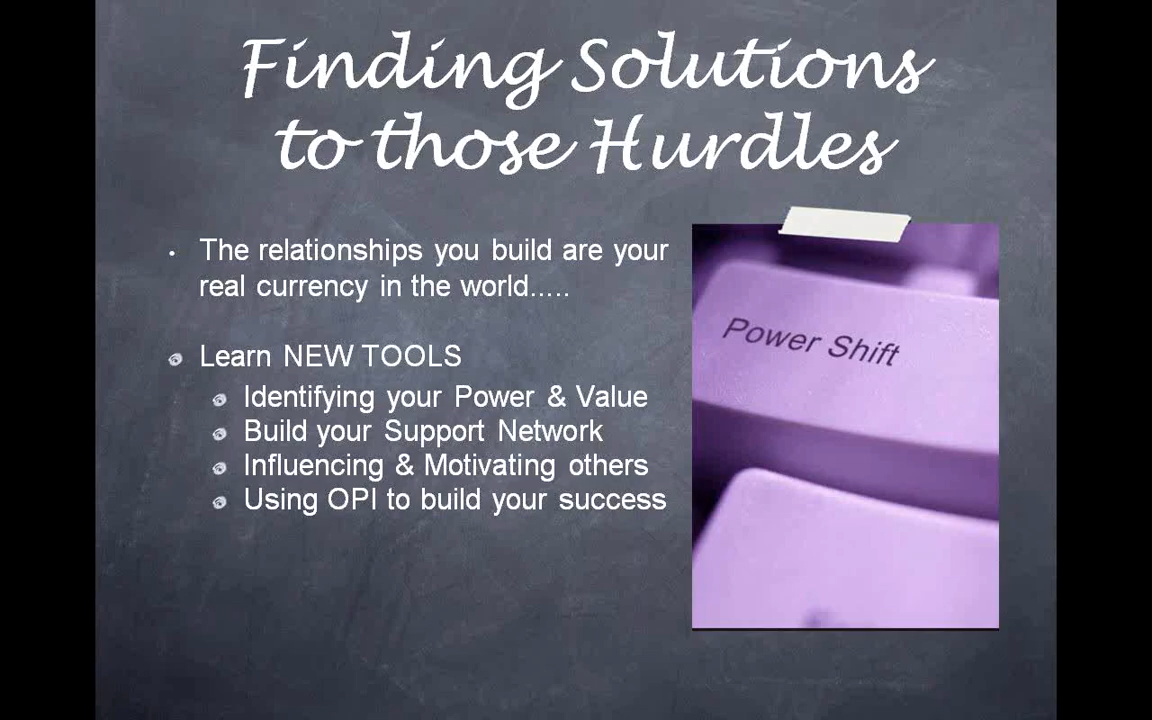 Finding Solutions
to those Hurdles
The relationships you build are your
real currency in the world.....
Learn NEW TOOLS
Identifying your Power & Value
Build your Support Network
Influencing & Motivating others
Using OPI to build your success
Power Shift